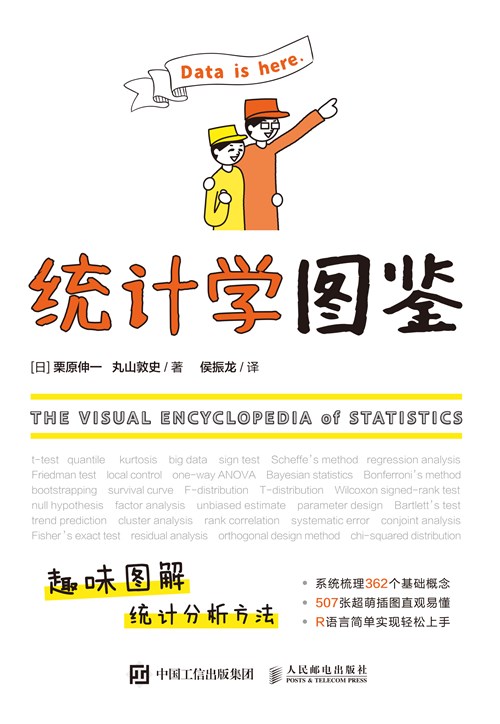 Data is here.
统计学图鉴
[日] 栗原伸一 丸山敦史 / 著 侯振龙 / 译
THE VISUAL ENCYCLOPEDIA of STATISTICS
t-test quantile kurtosis big data sign test Scheffe's method regression analysis
Friedman test local control one-way ANOVA Bayesian statistics Bonferroni's method
bootstrapping survival curve F-distribution T-distribution Wilcoxon signed-rank test
null hypothesis factor analysis unbiased estimate parameter design Bartlett's test
trend prediction cluster analysis rank correlation systematic error conjoint analysis
Fisher's exact test residual analysis orthogonal design method chi-squared distribution
趣味图解
统计分析方法
• 系统梳理362个基础概念
• 507张超萌插图直观易懂
• R语言简单实现轻松上手
中国工信出版集团 人民邮电出版社
POSTS & TELECOM PRESS